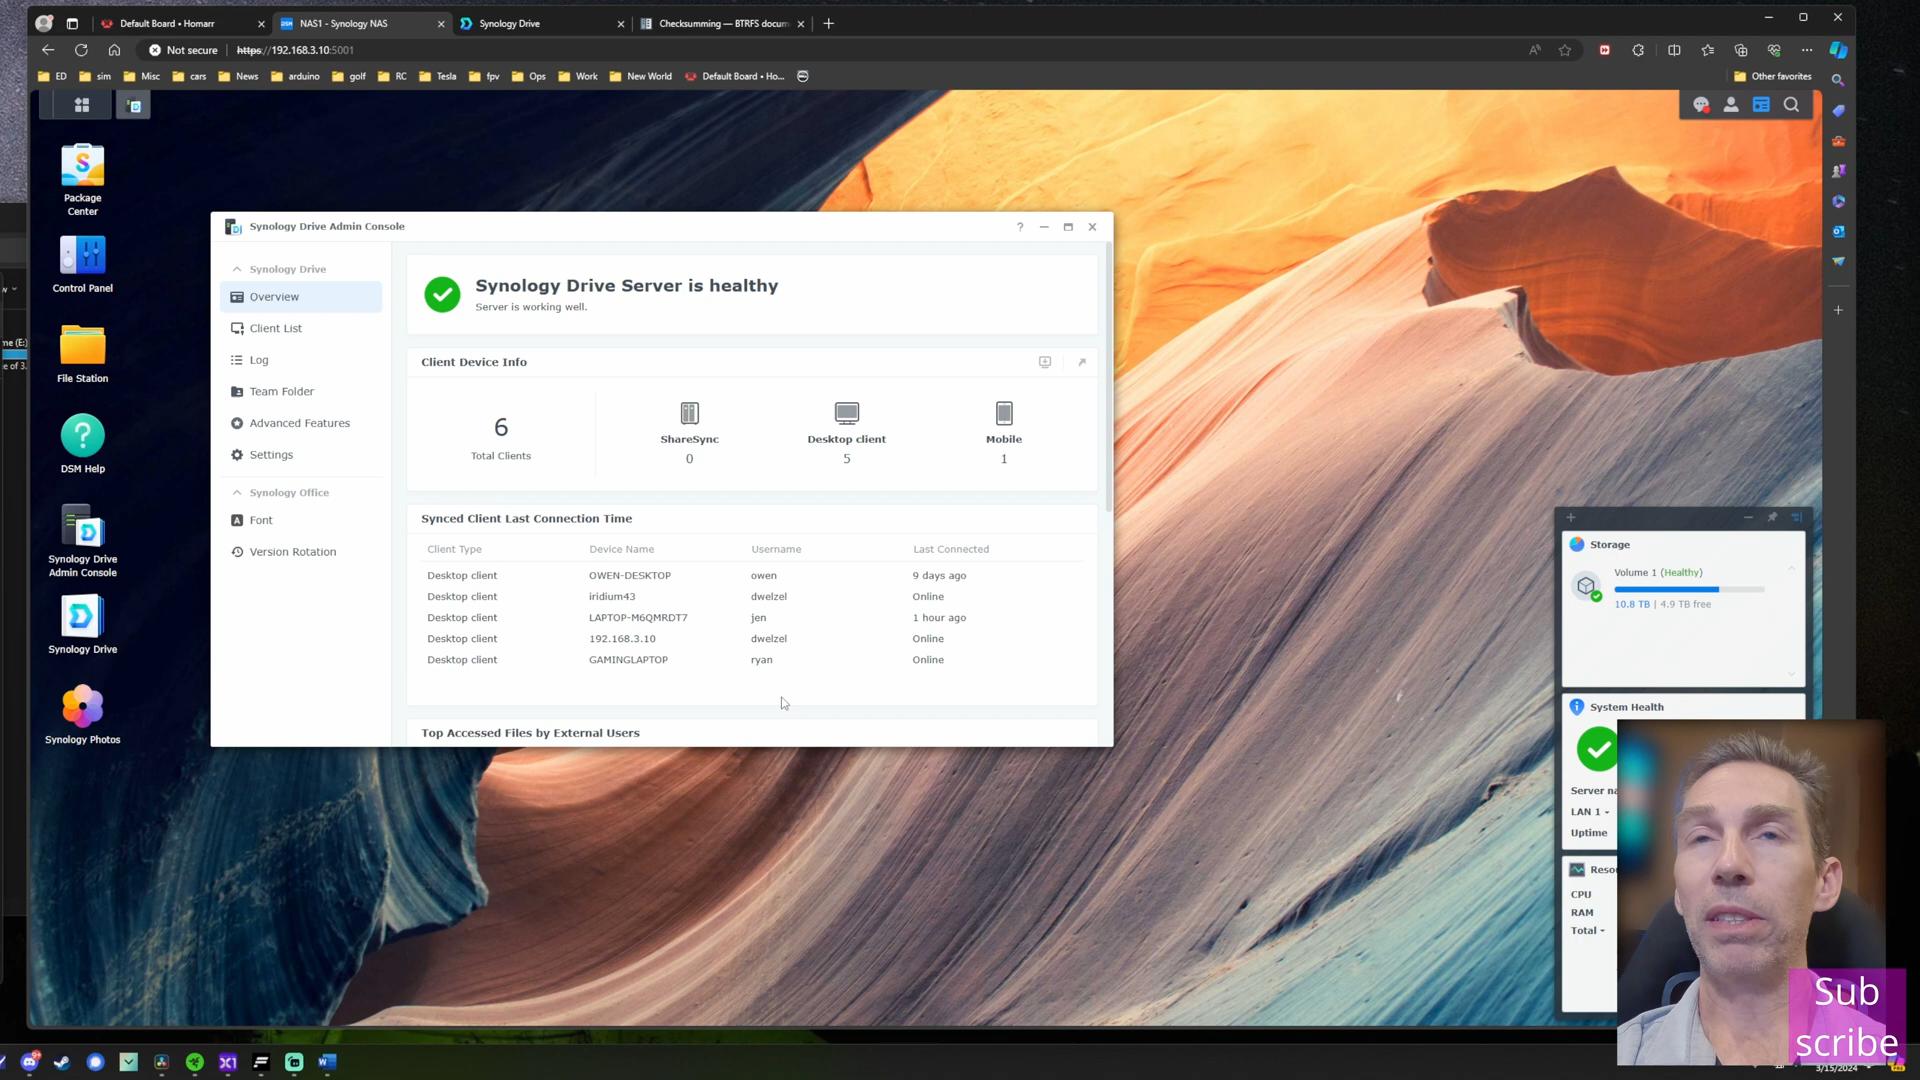 Default Board • Homarr
NAS1 - Synology NAS
Synology Drive
Checksumming — BTRFS docum
Not secure
https://192.168.3.10:5001
ED
sim
Misc
cars
News
arduino
golf
RC
Tesla
fpv
Ops
Work
New World
Default Board • Ho...
Other favorites
Package
Center
Control Panel
File Station
DSM Help
Synology Drive
Admin Console
Synology Drive
Synology Photos
Synology Drive Admin Console
Synology Drive
Overview
Client List
Log
Team Folder
Advanced Features
Settings
Synology Office
Font
Version Rotation
Synology Drive Server is healthy
Server is working well.
Client Device Info
6
Total Clients
ShareSync
0
Desktop client
5
Mobile
1
Synced Client Last Connection Time
Client Type Device Name Username Last Connected
Desktop client OWEN-DESKTOP owen 9 days ago
Desktop client iridium43 dwelzel Online
Desktop client LAPTOP-M6QMRDT7 jen 1 hour ago
Desktop client 192.168.3.10 dwelzel Online
Desktop client GAMINGLAPTOP ryan Online
Top Accessed Files by External Users
Storage
Volume 1 (Healthy)
10.8 TB | 4.9 TB free
System Health
Server na
LAN 1
Uptime
Reso
CPU
RAM
Total
Sub
scribe
3/15/2024